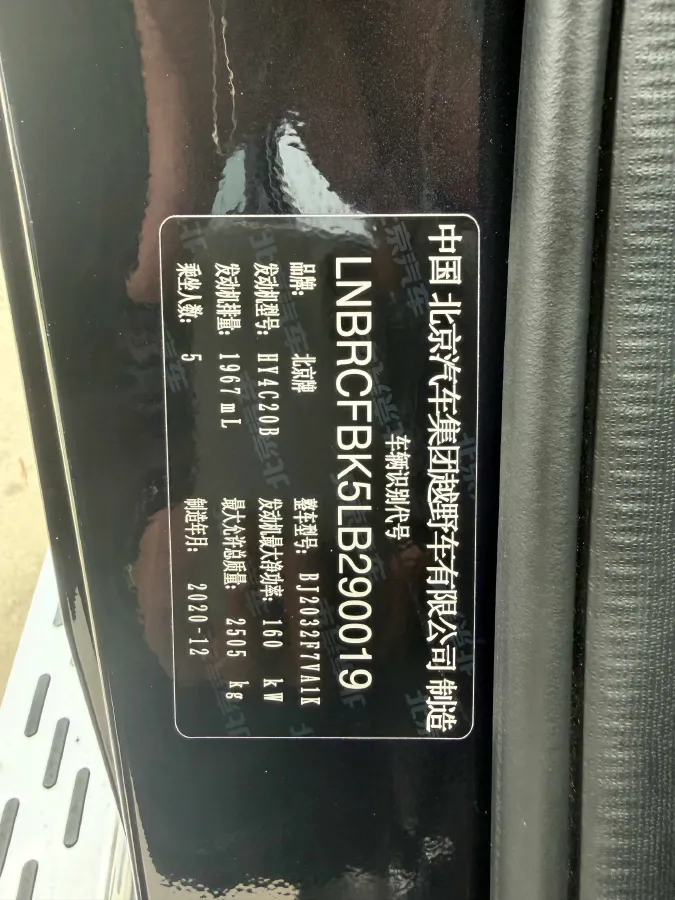 中国 北京汽车集团越野车有限公司 制造
车辆识别代号
LNBRCFBK5LB290019
品牌: 北京牌 整车型号: BJ2032F7VA1K
发动机型号: HY4C20B 发动机最大净功率: 160 kW
发动机排量: 1967mL 最大允许总质量: 2505 kg
乘坐人数: 5 制造年月: 2020-12